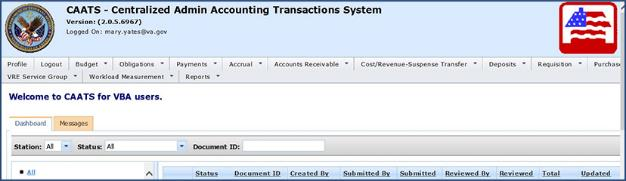 CAATS - Centralized Admin Accounting Transactions System
Version: (2.0.5.6967)
Logged On: mary.yates@va.gov
Profile Logout Budget Obligations Payments Accrual Accounts Receivable Cost/Revenue-Suspense Transfer Deposits Requisition Purchase
VRE Service Group Workload Measurement Reports
Welcome to CAATS for VBA users.
Dashboard Messages
Station: All Status: All Document ID:
All Status Document ID Created By Submitted By Submitted Reviewed By Reviewed Total Updated